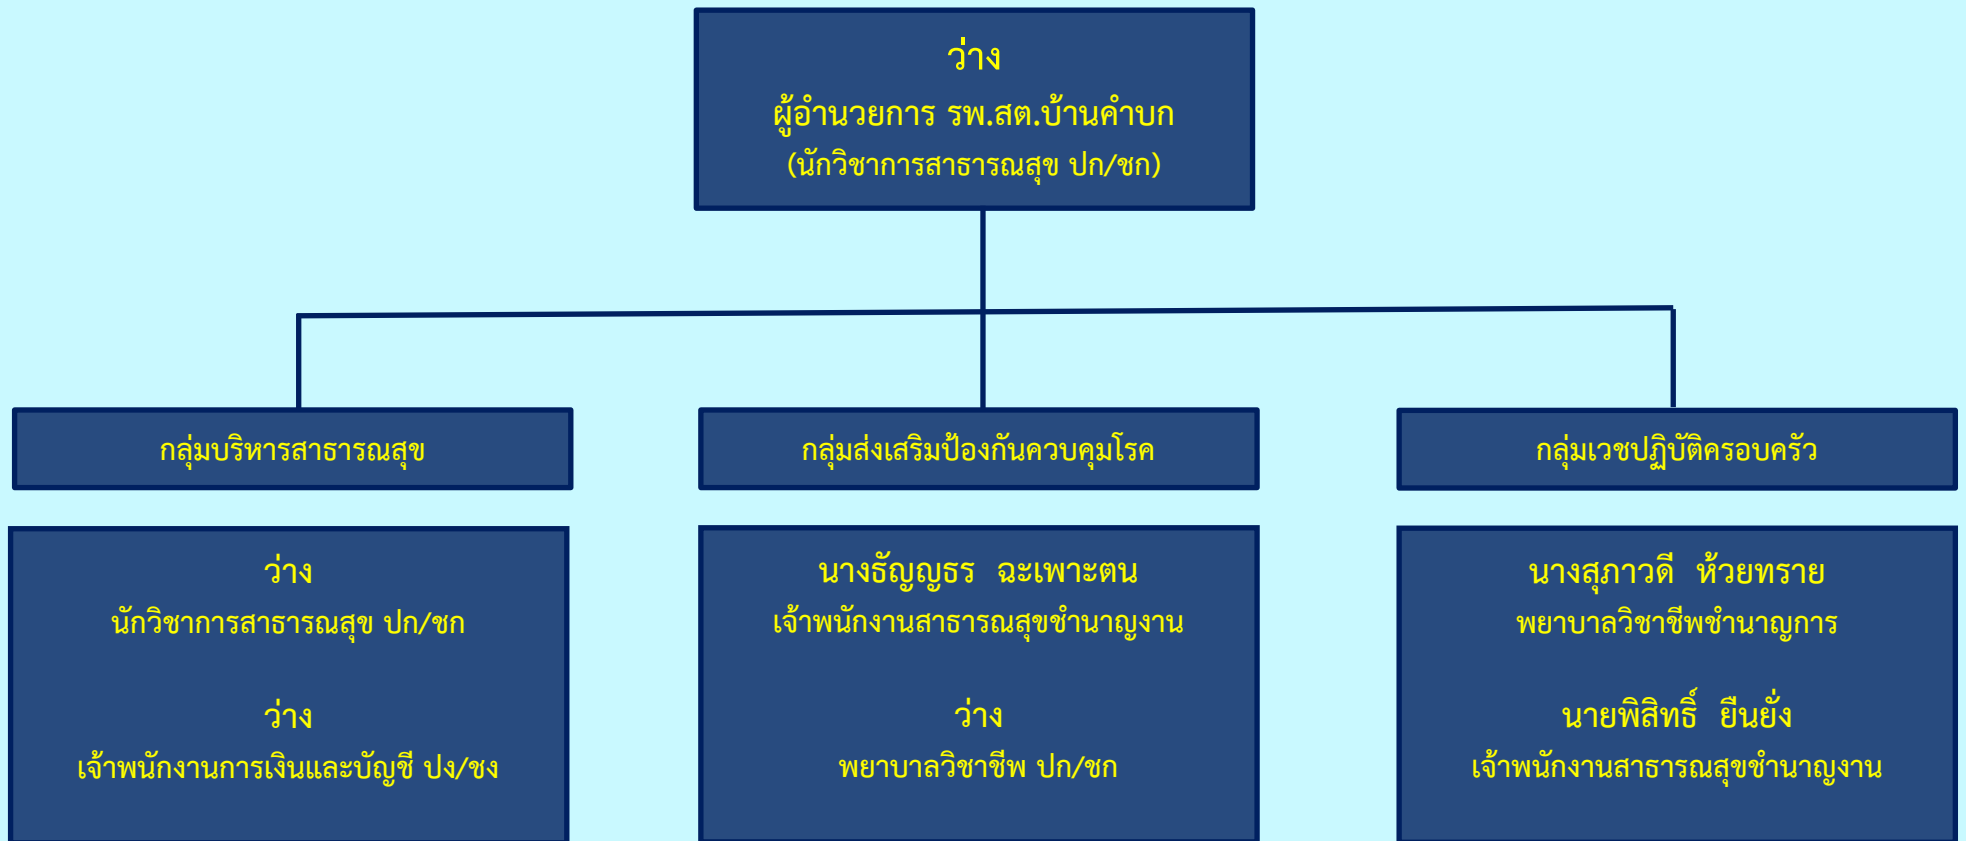 ว่าง
ผู้อำนวยการ รพ.สต.บ้านคำบก
(นักวิชาการสาธารณสุข ปก/ชก)
กลุ่มบริหารสาธารณสุข
ว่าง
นักวิชาการสาธารณสุข ปก/ชก
ว่าง
เจ้าพนักงานการเงินและบัญชี ปง/ชง
กลุ่มส่งเสริมป้องกันควบคุมโรค
นางธัญญธร ฉะเพาะตน
เจ้าพนักงานสาธารณสุขชำนาญงาน
ว่าง
พยาบาลวิชาชีพ ปก/ชก
กลุ่มเวชปฏิบัติครอบครัว
นางสุภาวดี ห้วยทราย
พยาบาลวิชาชีพชำนาญการ
นายพิสิทธิ์ ยืนยั่ง
เจ้าพนักงานสาธารณสุขชำนาญงาน